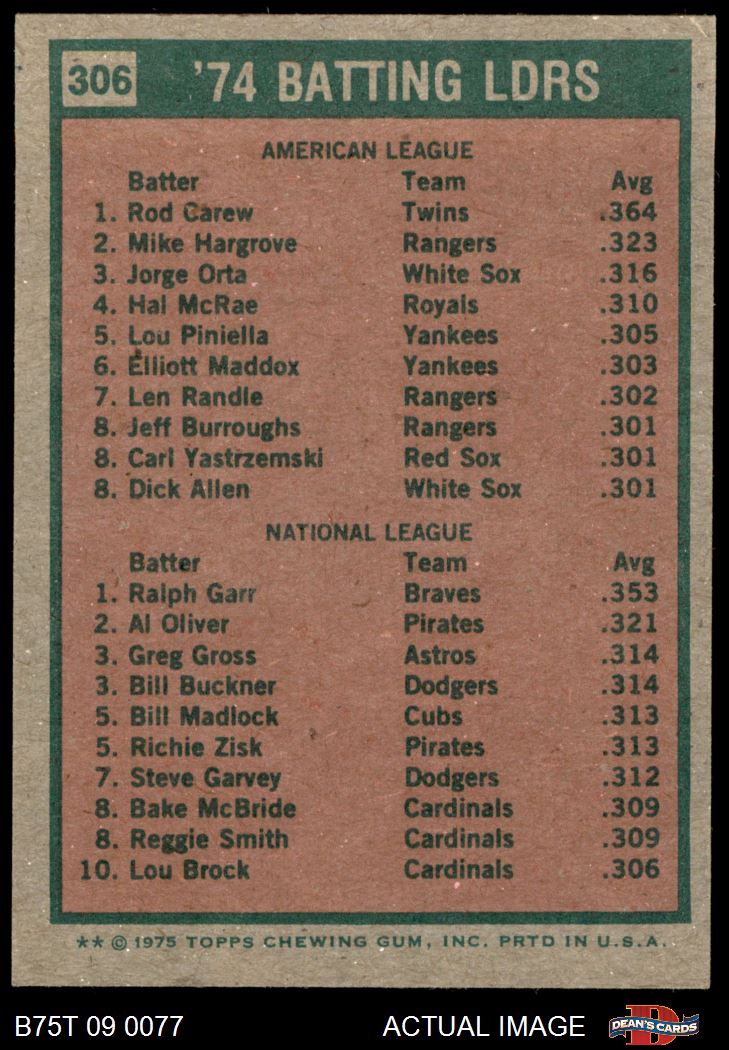 306 '74 BATTING LDRS
AMERICAN LEAGUE
Batter Team Avg
1. Rod Carew Twins .364
2. Mike Hargrove Rangers .323
3. Jorge Orta White Sox .316
4. Hal McRae Royals .310
5. Lou Piniella Yankees .305
6. Elliott Maddox Yankees .303
7. Len Randle Rangers .302
8. Jeff Burroughs Rangers .301
8. Carl Yastrzemski Red Sox .301
8. Dick Allen White Sox .301
NATIONAL LEAGUE
Batter Team Avg
1. Ralph Garr Braves .353
2. Al Oliver Pirates .321
3. Greg Gross Astros .314
3. Bill Buckner Dodgers .314
5. Bill Madlock Cubs .313
5. Richie Zisk Pirates .313
7. Steve Garvey Dodgers .312
8. Bake McBride Cardinals .309
8. Reggie Smith Cardinals .309
10. Lou Brock Cardinals .306
** © 1975 TOPPS CHEWING GUM, INC. PRTD IN U.S.A.
B75T 09 0077 ACTUAL IMAGE D DEAN'S CARDS